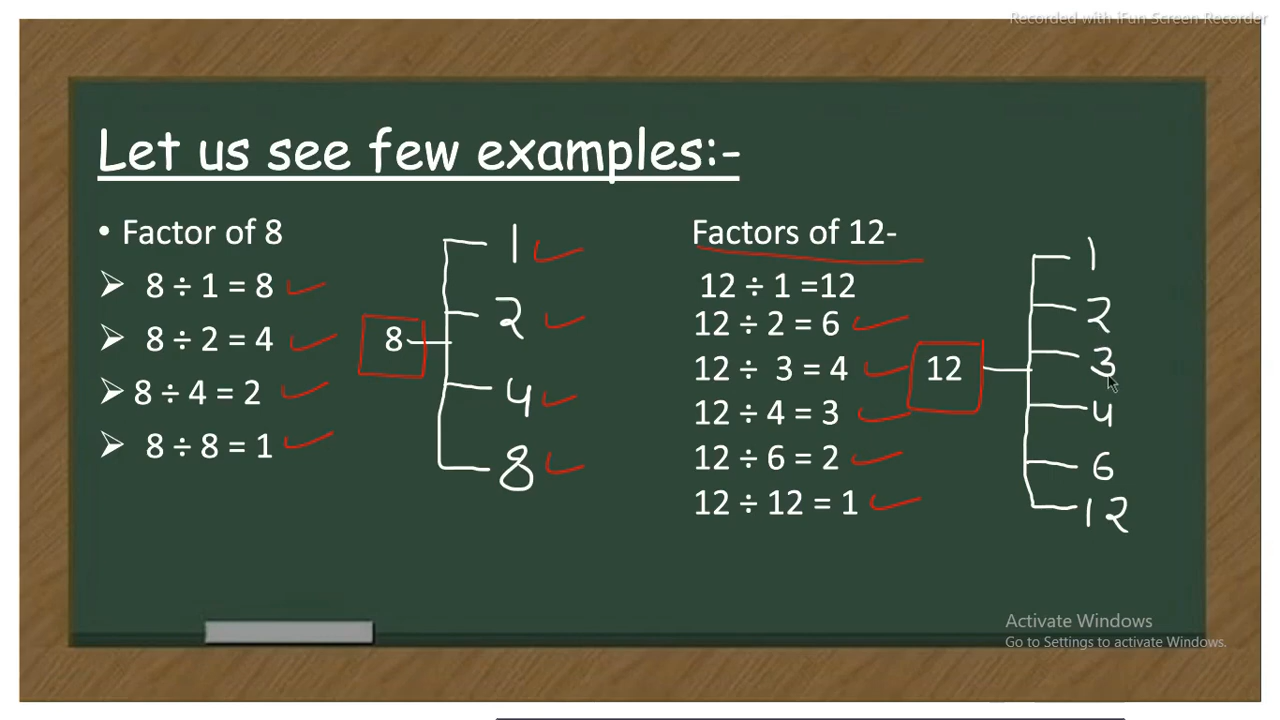 Recorded with iFun Screen Recorder
Let us see few examples:-
• Factor of 8
➢ 8 ÷ 1 = 8
➢ 8 ÷ 2 = 4
➢ 8 ÷ 4 = 2
➢ 8 ÷ 8 = 1
8
1
2
4
8
Factors of 12-
12 ÷ 1 =12
12 ÷ 2 = 6
12 ÷ 3 = 4
12 ÷ 4 = 3
12 ÷ 6 = 2
12 ÷ 12 = 1
12
1
2
3
4
6
12
Activate Windows
Go to Settings to activate Windows.